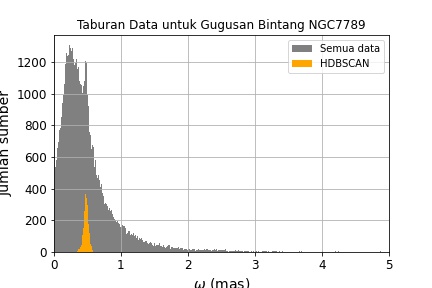 Taburan Data untuk Gugusan Bintang NGC7789
Semua data
HDBSCAN
Jumlah sumber
1200
1000
800
600
400
200
0
0 1 2 3 4 5
ω (mas)